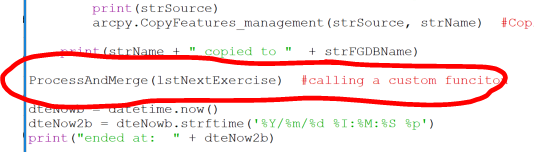 print(strSource)
arcpy.CopyFeatures_management(strSource, strName)  #Cop
print(strName + " copied to "  + strFGDBName)
ProcessAndMerge(lstNextExercise)  #calling a custom funcito
dteNowb = datetime.now()
dteNow2b = dteNowb.strftime('%Y/%m/%d %I:%M:%S %p')
print("ended at:  " + dteNow2b)